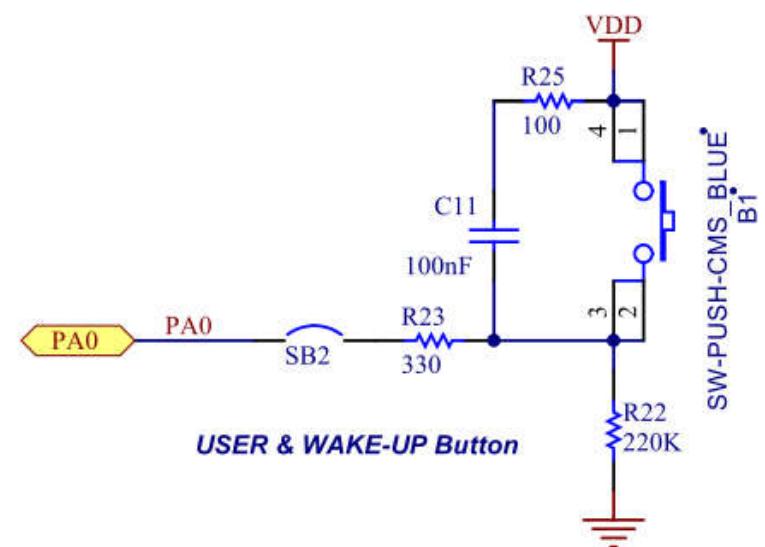 VDD
R25
100
4
1
C11
100nF
SW-PUSH-CMS_BLUE
B1
3
2
PA0
PA0
SB2
R23
330
R22
220K
USER & WAKE-UP Button